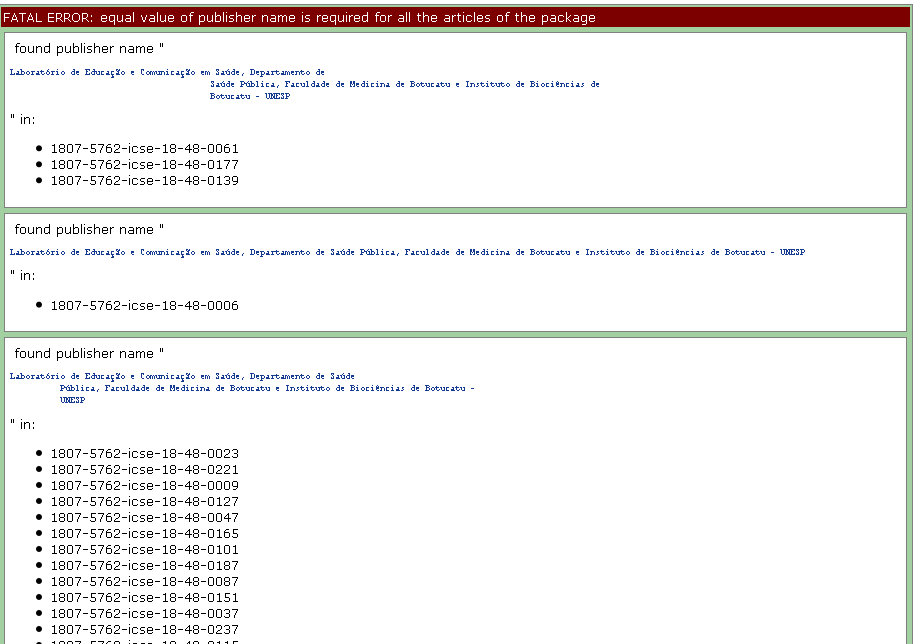 FATAL ERROR: equal value of publisher name is required for all the articles of the package
found publisher name "
Laboratório de Educação e Comunicação em Saúde, Departamento de
Saúde Pública, Faculdade de Medicina de Botucatu e Instituto de Biociências de
Botucatu - UNESP
" in:
• 1807-5762-icse-18-48-0061
• 1807-5762-icse-18-48-0177
• 1807-5762-icse-18-48-0139
found publisher name "
Laboratório de Educação e Comunicação em Saúde, Departamento de Saúde Pública, Faculdade de Medicina de Botucatu e Instituto de Biociências de Botucatu - UNESP
" in:
• 1807-5762-icse-18-48-0006
found publisher name "
Laboratório de Educação e Comunicação em Saúde, Departamento de Saúde
Pública, Faculdade de Medicina de Botucatu e Instituto de Biociências de Botucatu -
UNESP
" in:
• 1807-5762-icse-18-48-0023
• 1807-5762-icse-18-48-0221
• 1807-5762-icse-18-48-0009
• 1807-5762-icse-18-48-0127
• 1807-5762-icse-18-48-0047
• 1807-5762-icse-18-48-0165
• 1807-5762-icse-18-48-0101
• 1807-5762-icse-18-48-0187
• 1807-5762-icse-18-48-0087
• 1807-5762-icse-18-48-0151
• 1807-5762-icse-18-48-0037
• 1807-5762-icse-18-48-0237